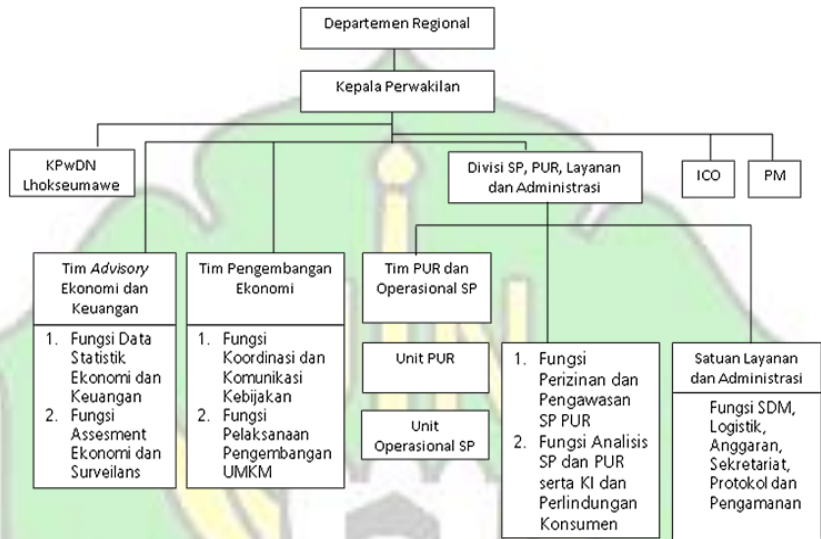 Departemen Regional
Kepala Perwakilan
KPwDN
Lhokseumawe
Divisi SP, PUR, Layanan
dan Administrasi
ICO
PM
Tim Advisory
Ekonomi dan
Keuangan
1. Fungsi Data
Statistik
Ekonomi dan
Keuangan
2. Fungsi
Assesment
Ekonomi dan
Surveilans
Tim Pengembangan
Ekonomi
1. Fungsi
Koordinasi dan
Komunikasi
Kebijakan
2. Fungsi
Pelaksanaan
Pengembangan
UMKM
Tim PUR dan
Operasional SP
Unit PUR
Unit
Operasional SP
1. Fungsi
Perizinan dan
Pengawasan
SP PUR
2. Fungsi Analisis
SP dan PUR
serta KI dan
Perlindungan
Konsumen
Satuan Layanan
dan Administrasi
Fungsi SDM,
Logistik,
Anggaran,
Sekretariat,
Protokol dan
Pengamanan